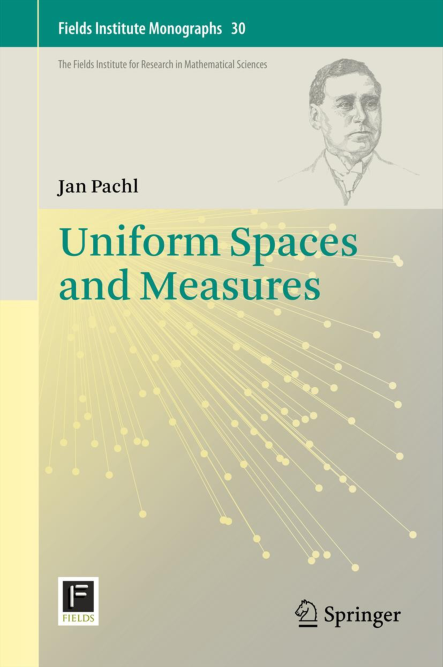 Fields Institute Monographs 30
The Fields Institute for Research in Mathematical Sciences
Jan Pachl
Uniform Spaces
and Measures
F
FIELDS
Springer